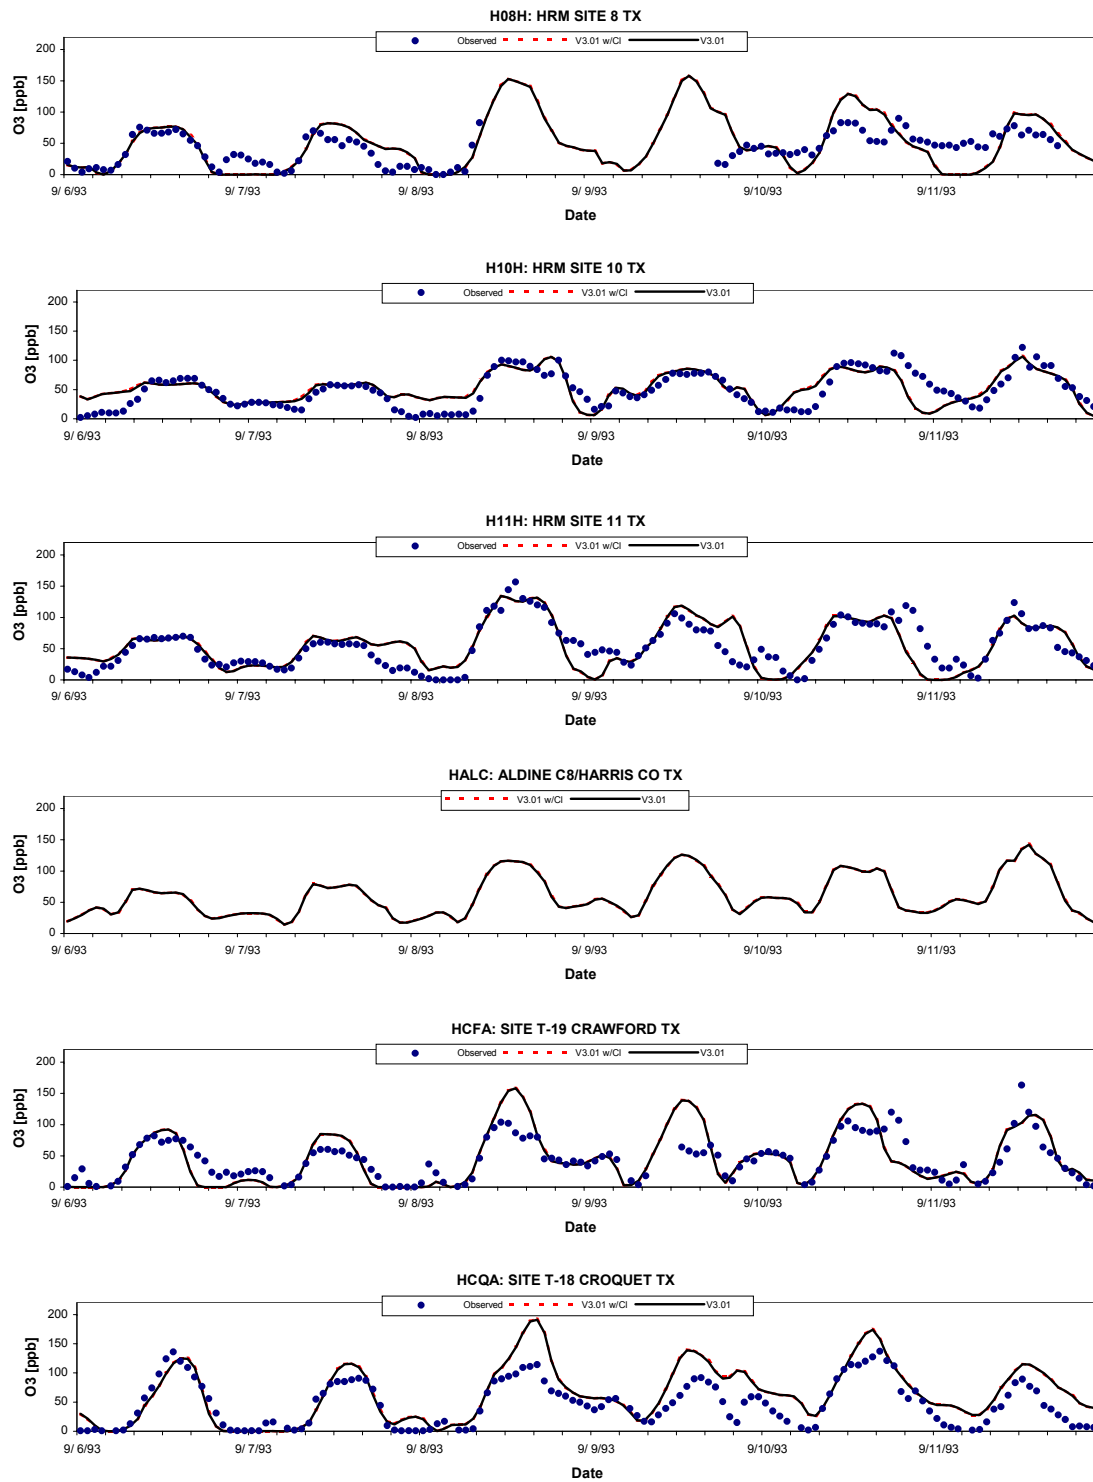 H08H: HRM SITE 8 TX
Observed V3.01 w/Cl V3.01
O3 [ppb]
200
150
100
50
0
9/ 6/93 9/ 7/93 9/ 8/93 9/ 9/93 9/10/93 9/11/93
Date
H10H: HRM SITE 10 TX
Observed V3.01 w/Cl V3.01
O3 [ppb]
200
150
100
50
0
9/ 6/93 9/ 7/93 9/ 8/93 9/ 9/93 9/10/93 9/11/93
Date
H11H: HRM SITE 11 TX
Observed V3.01 w/Cl V3.01
O3 [ppb]
200
150
100
50
0
9/ 6/93 9/ 7/93 9/ 8/93 9/ 9/93 9/10/93 9/11/93
Date
HALC: ALDINE C8/HARRIS CO TX
V3.01 w/Cl V3.01
O3 [ppb]
200
150
100
50
0
9/ 6/93 9/ 7/93 9/ 8/93 9/ 9/93 9/10/93 9/11/93
Date
HCFA: SITE T-19 CRAWFORD TX
Observed V3.01 w/Cl V3.01
O3 [ppb]
200
150
100
50
0
9/ 6/93 9/ 7/93 9/ 8/93 9/ 9/93 9/10/93 9/11/93
Date
HCQA: SITE T-18 CROQUET TX
Observed V3.01 w/Cl V3.01
O3 [ppb]
200
150
100
50
0
9/ 6/93 9/ 7/93 9/ 8/93 9/ 9/93 9/10/93 9/11/93
Date